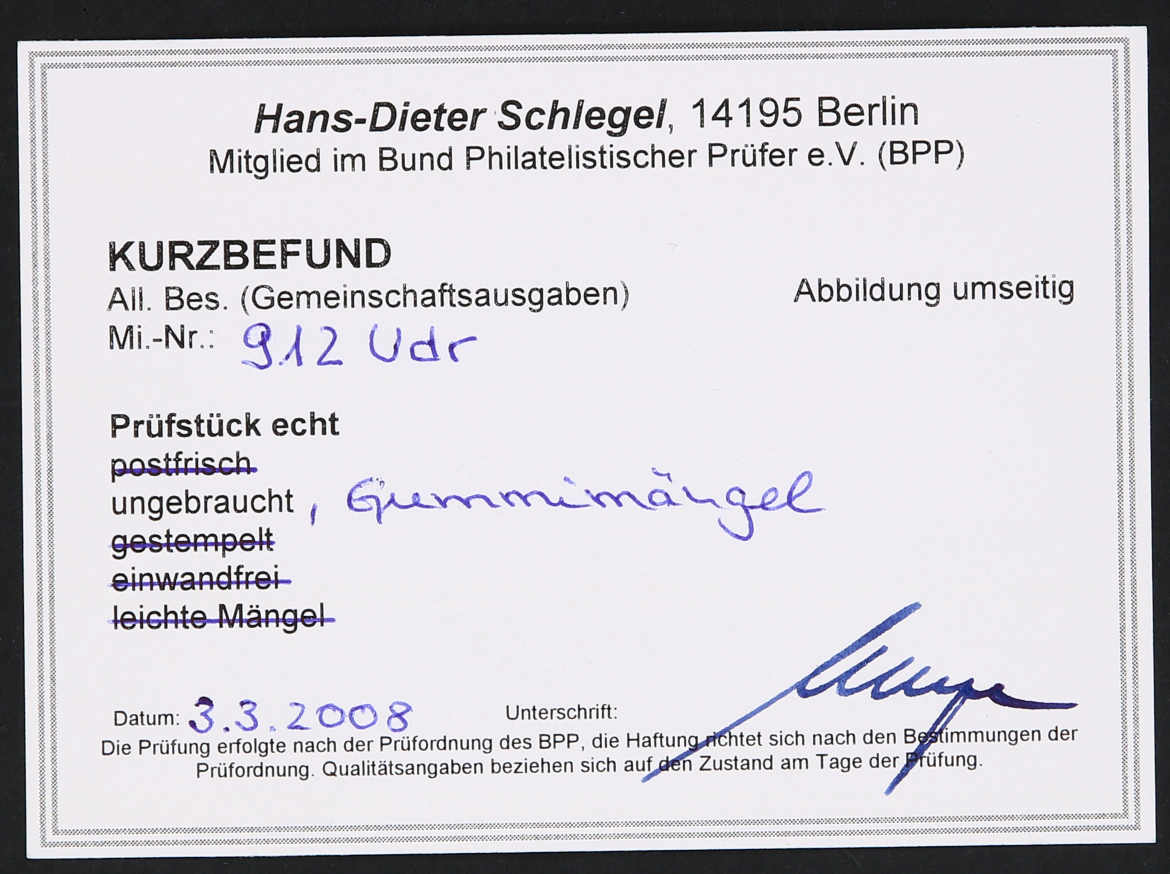 Hans-Dieter Schlegel, 14195 Berlin
Mitglied im Bund Philatelistischer Prüfer e.V. (BPP)
KURZBEFUND
All. Bes. (Gemeinschaftsausgaben)
Abbildung umseitig
Mi.-Nr.: 912 Udr
Prüfstück echt
postfrisch
ungebraucht, Gummimängel
gestempelt
einwandfrei
leichte Mängel
Datum: 3.3.2008 Unterschrift:
Die Prüfung erfolgte nach der Prüfordnung des BPP, die Haftung richtet sich nach den Bestimmungen der
Prüfordnung. Qualitätsangaben beziehen sich auf den Zustand am Tage der Prüfung.